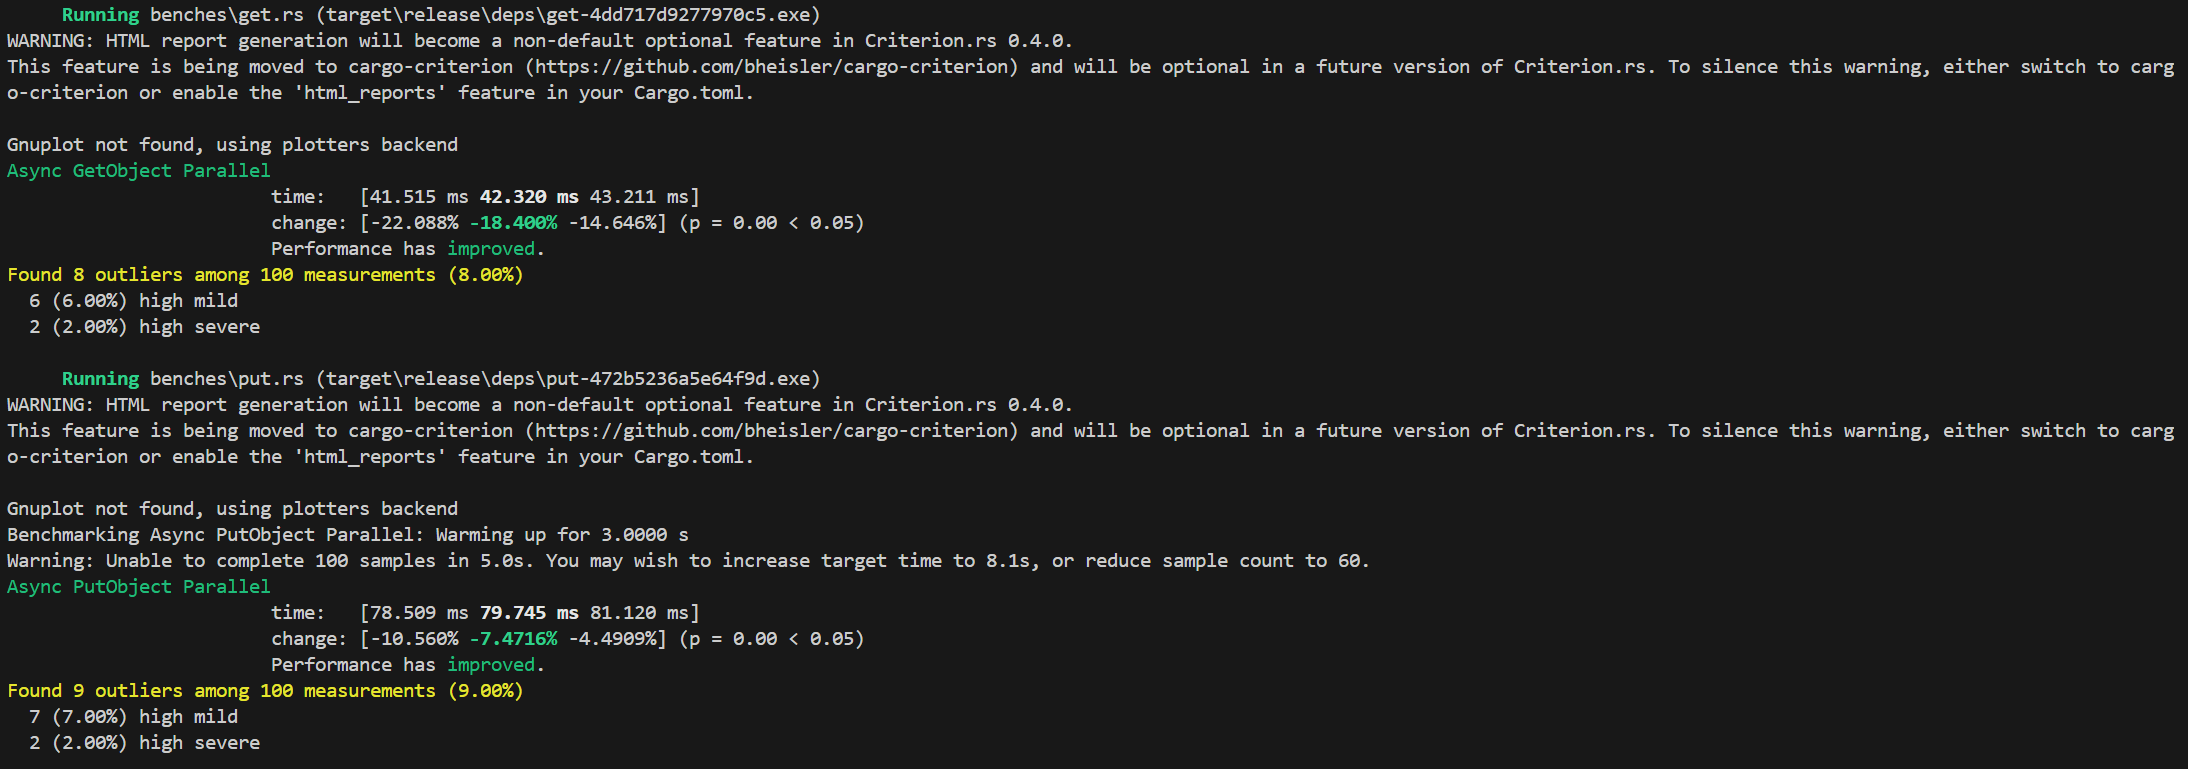 Running benches\get.rs (target\release\deps\get-4dd717d9277970c5.exe)
WARNING: HTML report generation will become a non-default optional feature in Criterion.rs 0.4.0.
This feature is being moved to cargo-criterion (https://github.com/bheisler/cargo-criterion) and will be optional in a future version of Criterion.rs. To silence this warning, either switch to carg
o-criterion or enable the 'html_reports' feature in your Cargo.toml.
Gnuplot not found, using plotters backend
Async GetObject Parallel
time:   [41.515 ms 42.320 ms 43.211 ms]
change: [-22.088% -18.400% -14.646%] (p = 0.00 < 0.05)
Performance has improved.
Found 8 outliers among 100 measurements (8.00%)
6 (6.00%) high mild
2 (2.00%) high severe
Running benches\put.rs (target\release\deps\put-472b5236a5e64f9d.exe)
WARNING: HTML report generation will become a non-default optional feature in Criterion.rs 0.4.0.
This feature is being moved to cargo-criterion (https://github.com/bheisler/cargo-criterion) and will be optional in a future version of Criterion.rs. To silence this warning, either switch to carg
o-criterion or enable the 'html_reports' feature in your Cargo.toml.
Gnuplot not found, using plotters backend
Benchmarking Async PutObject Parallel: Warming up for 3.0000 s
Warning: Unable to complete 100 samples in 5.0s. You may wish to increase target time to 8.1s, or reduce sample count to 60.
Async PutObject Parallel
time:   [78.509 ms 79.745 ms 81.120 ms]
change: [-10.560% -7.4716% -4.4909%] (p = 0.00 < 0.05)
Performance has improved.
Found 9 outliers among 100 measurements (9.00%)
7 (7.00%) high mild
2 (2.00%) high severe